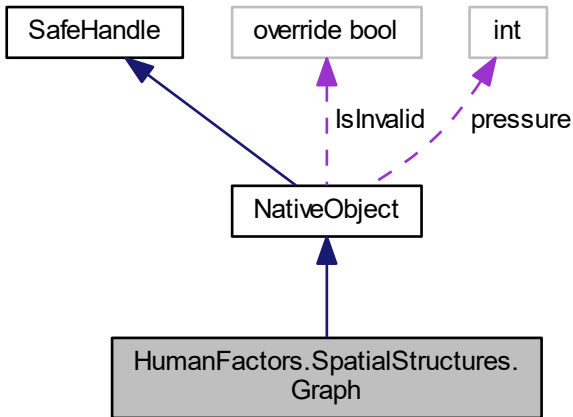 SafeHandle
override bool
int
IsInvalid
pressure
NativeObject
HumanFactors.SpatialStructures.
Graph